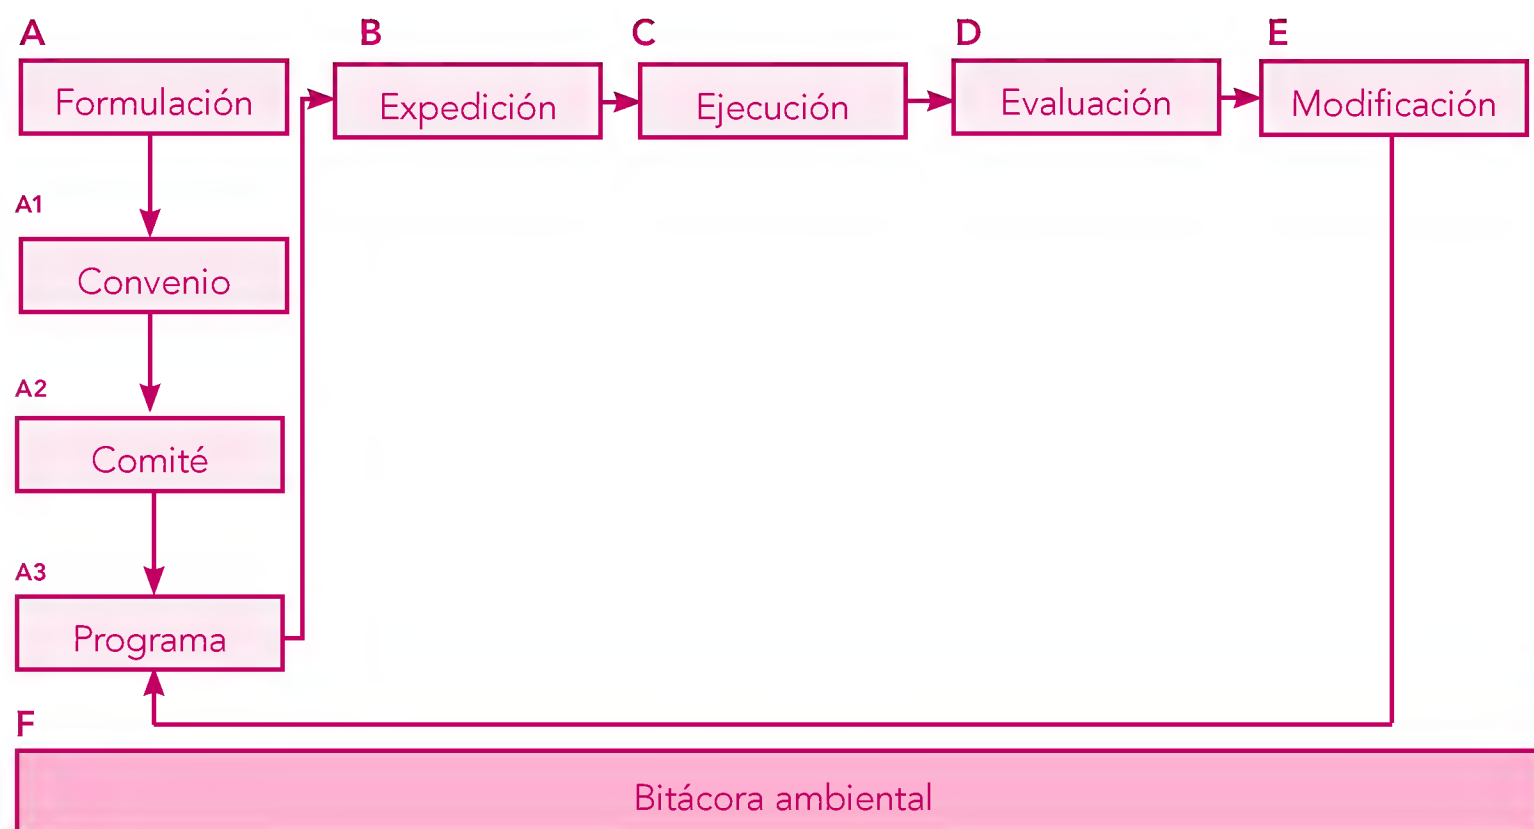 A
Formulación
B
Expedición
C
Ejecución
D
Evaluación
E
Modificación
A1
Convenio
A2
Comité
A3
Programa
F
Bitácora ambiental